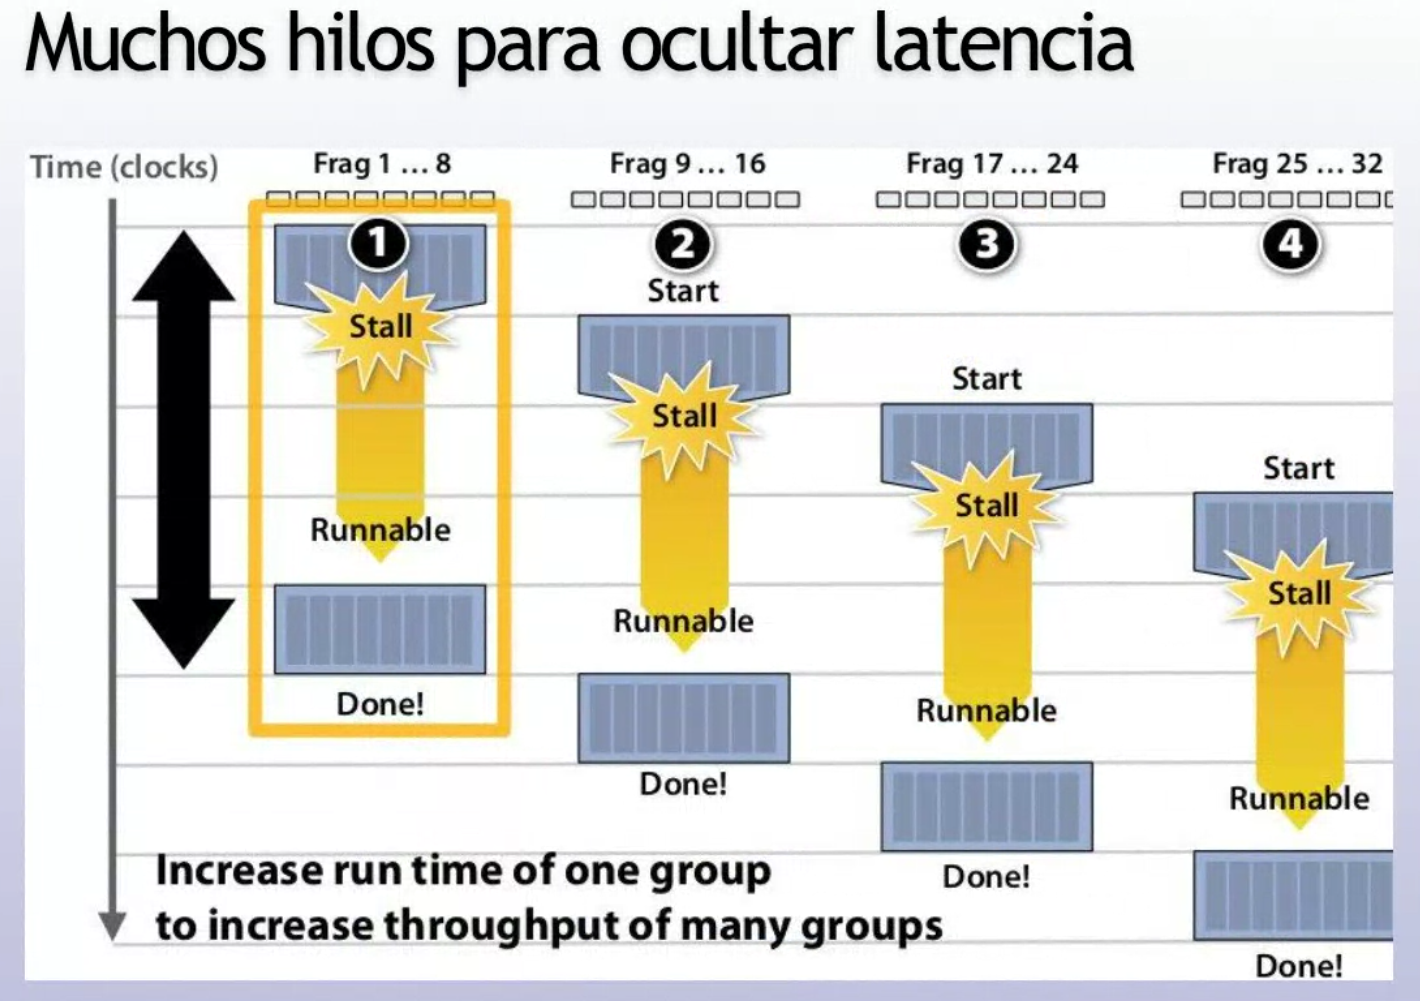 Muchos hilos para ocultar latencia
Time (clocks)
Frag 1 … 8
Frag 9 … 16
Frag 17 … 24
Frag 25 … 32
1
2
3
4
Start
Stall
Start
Stall
Start
Stall
Runnable
Stall
Runnable
Done!
Runnable
Done!
Runnable
Increase run time of one group
Done!
to increase throughput of many groups
Done!